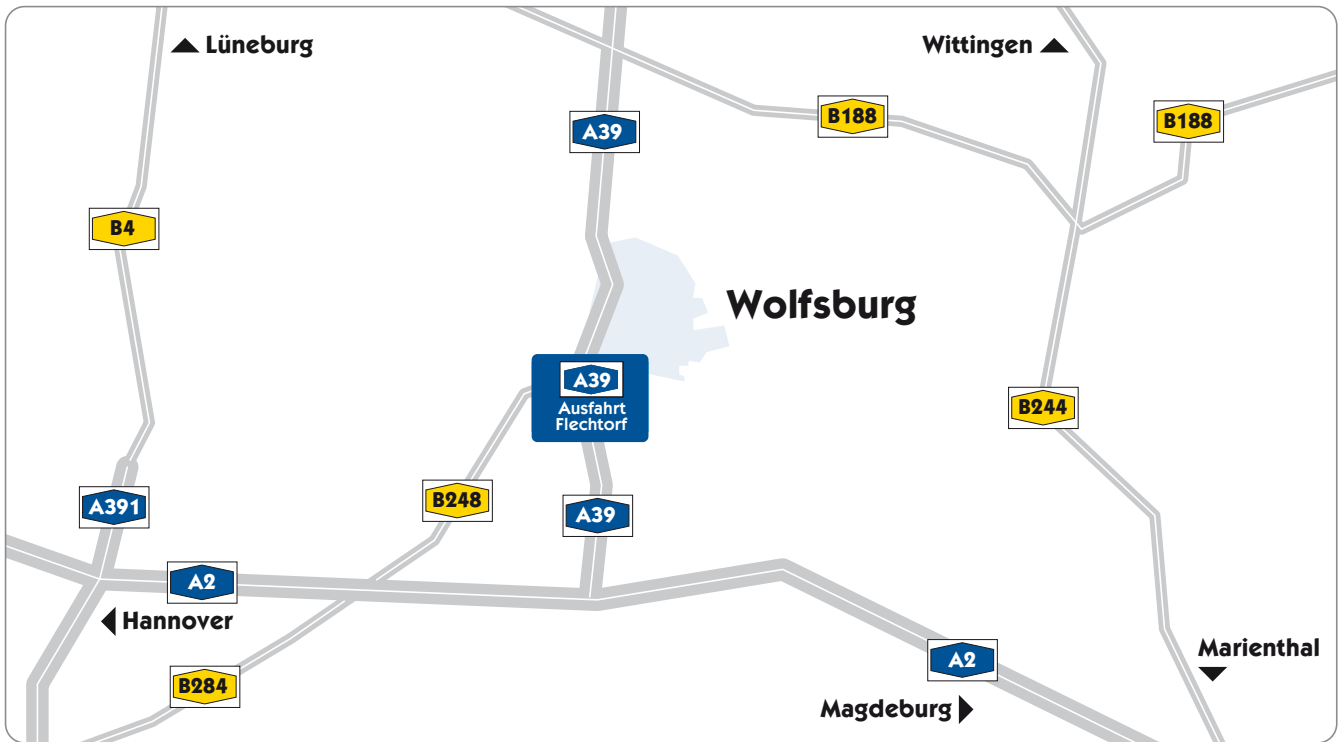 Lüneburg
Wittingen
A39
B188
B188
B4
Wolfsburg
A39
Ausfahrt
Flechtorf
B244
A391
B248
A39
A2
Hannover
Marienthal
A2
B284
Magdeburg